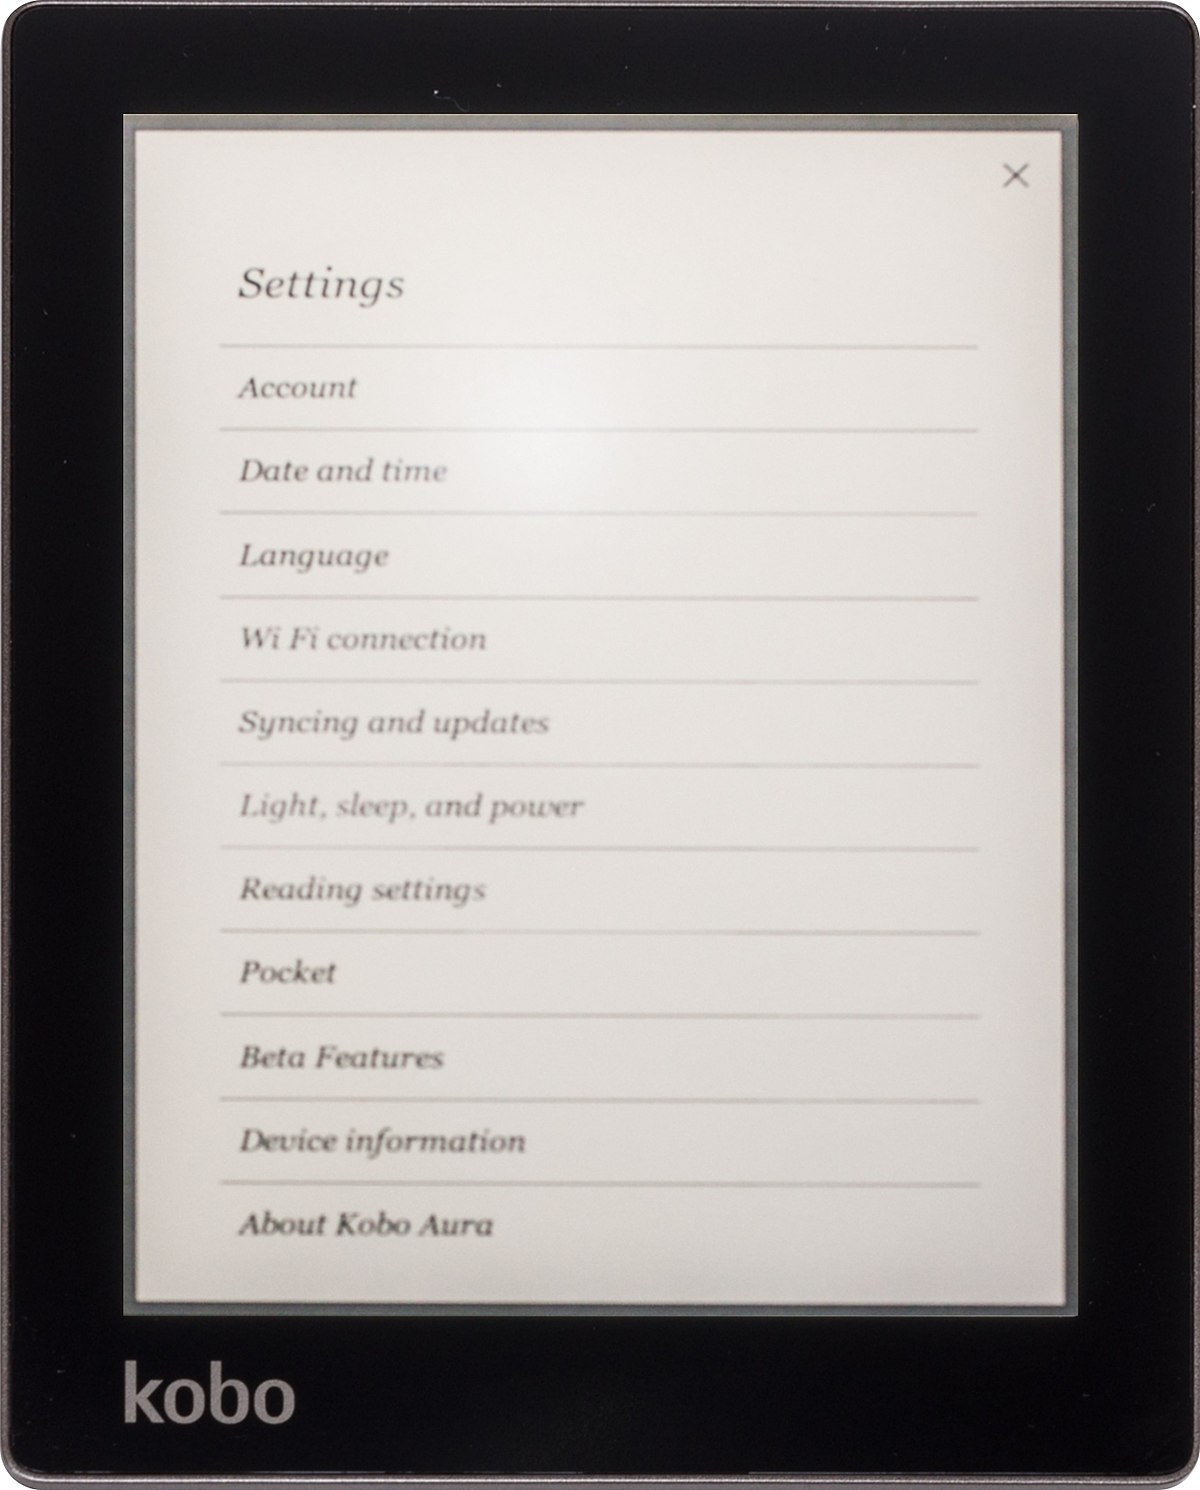 Settings
Account
Date and time
Language
Wi Fi connection
Syncing and updates
Light, sleep, and power
Reading settings
Pocket
Beta Features
Device information
About Kobo Aura
kobo